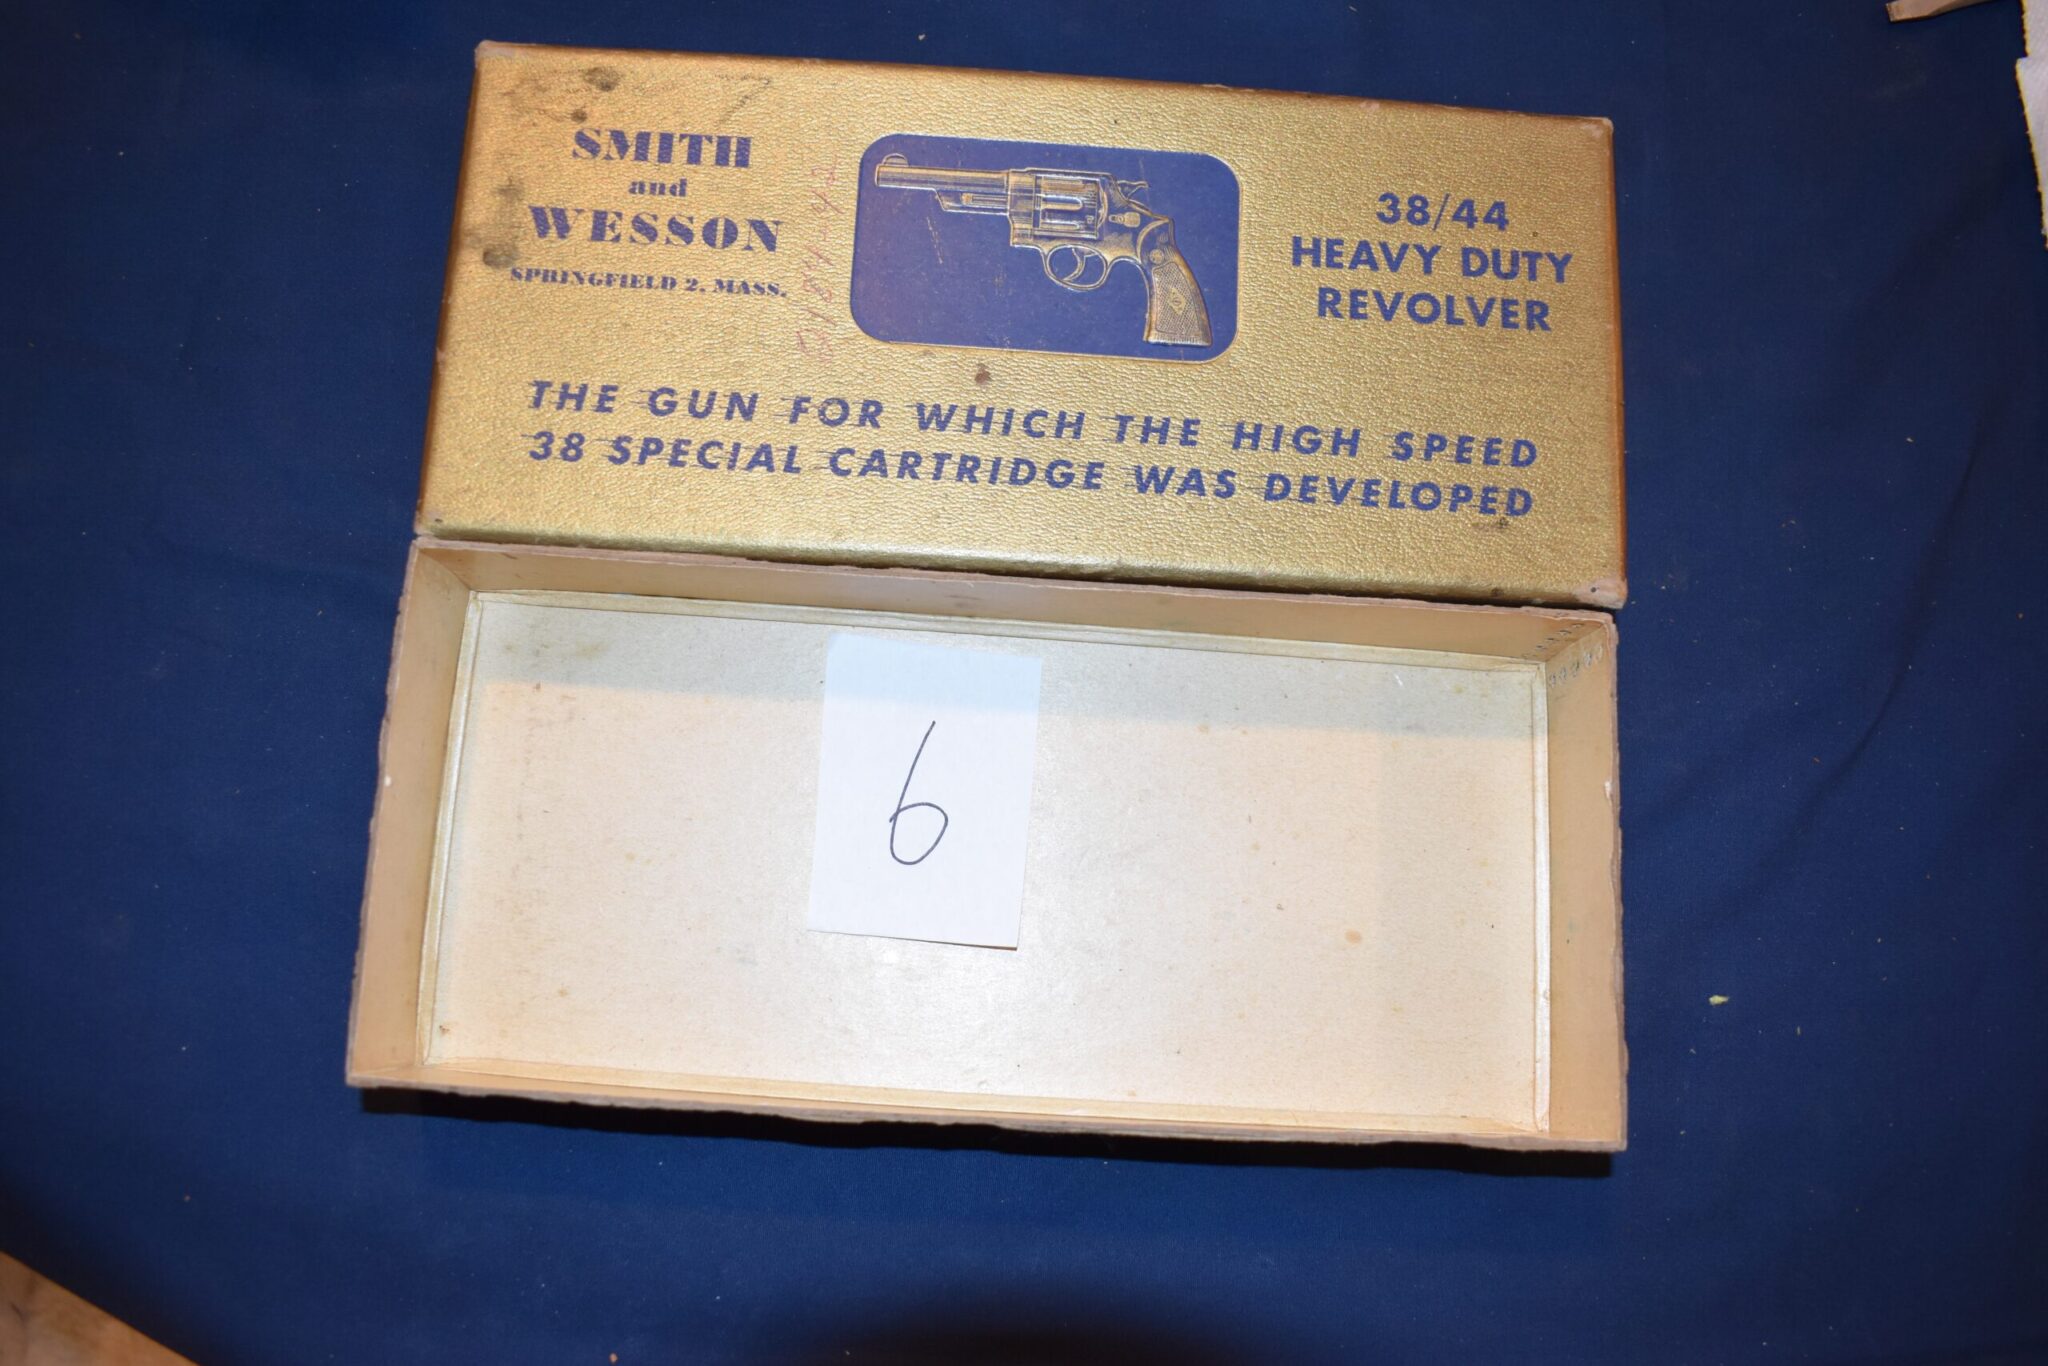 SMITH
and
WESSON
SPRINGFIELD 2, MASS.
38/44
HEAVY DUTY
REVOLVER
THE GUN FOR WHICH THE HIGH SPEED
38 SPECIAL CARTRIDGE WAS DEVELOPED
6